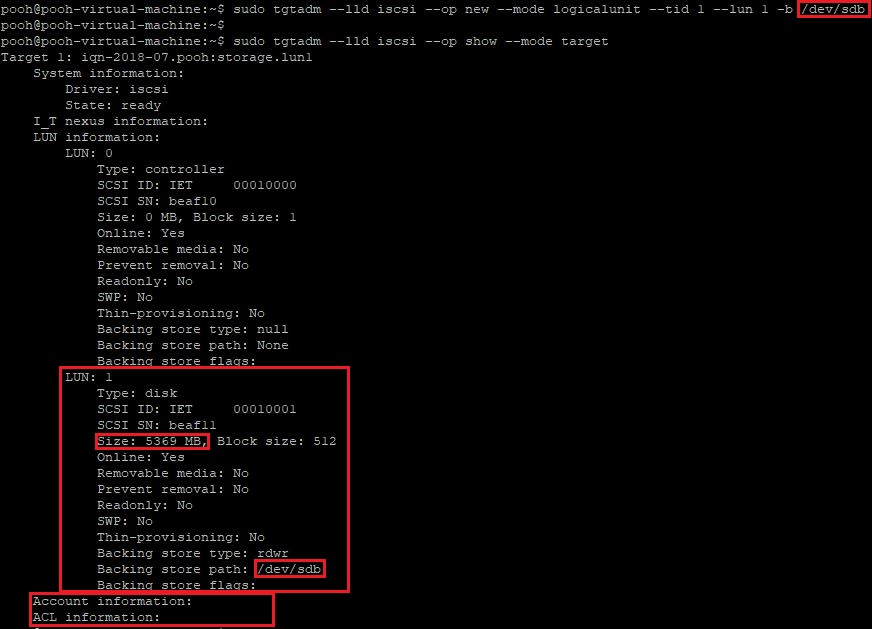 pooh@pooh-virtual-machine:~$ sudo tgtadm --lld iscsi --op new --mode logicalunit --tid 1 --lun 1 -b /dev/sdb
pooh@pooh-virtual-machine:~$
pooh@pooh-virtual-machine:~$ sudo tgtadm --lld iscsi --op show --mode target
Target 1: iqn-2018-07.pooh:storage.lun1
System information:
Driver: iscsi
State: ready
I_T nexus information:
LUN information:
LUN: 0
Type: controller
SCSI ID: IET     00010000
SCSI SN: beaf10
Size: 0 MB, Block size: 1
Online: Yes
Removable media: No
Prevent removal: No
Readonly: No
SWP: No
Thin-provisioning: No
Backing store type: null
Backing store path: None
Backing store flags:
LUN: 1
Type: disk
SCSI ID: IET     00010001
SCSI SN: beaf11
Size: 5369 MB, Block size: 512
Online: Yes
Removable media: No
Prevent removal: No
Readonly: No
SWP: No
Thin-provisioning: No
Backing store type: rdwr
Backing store path: /dev/sdb
Backing store flags:
Account information:
ACL information: